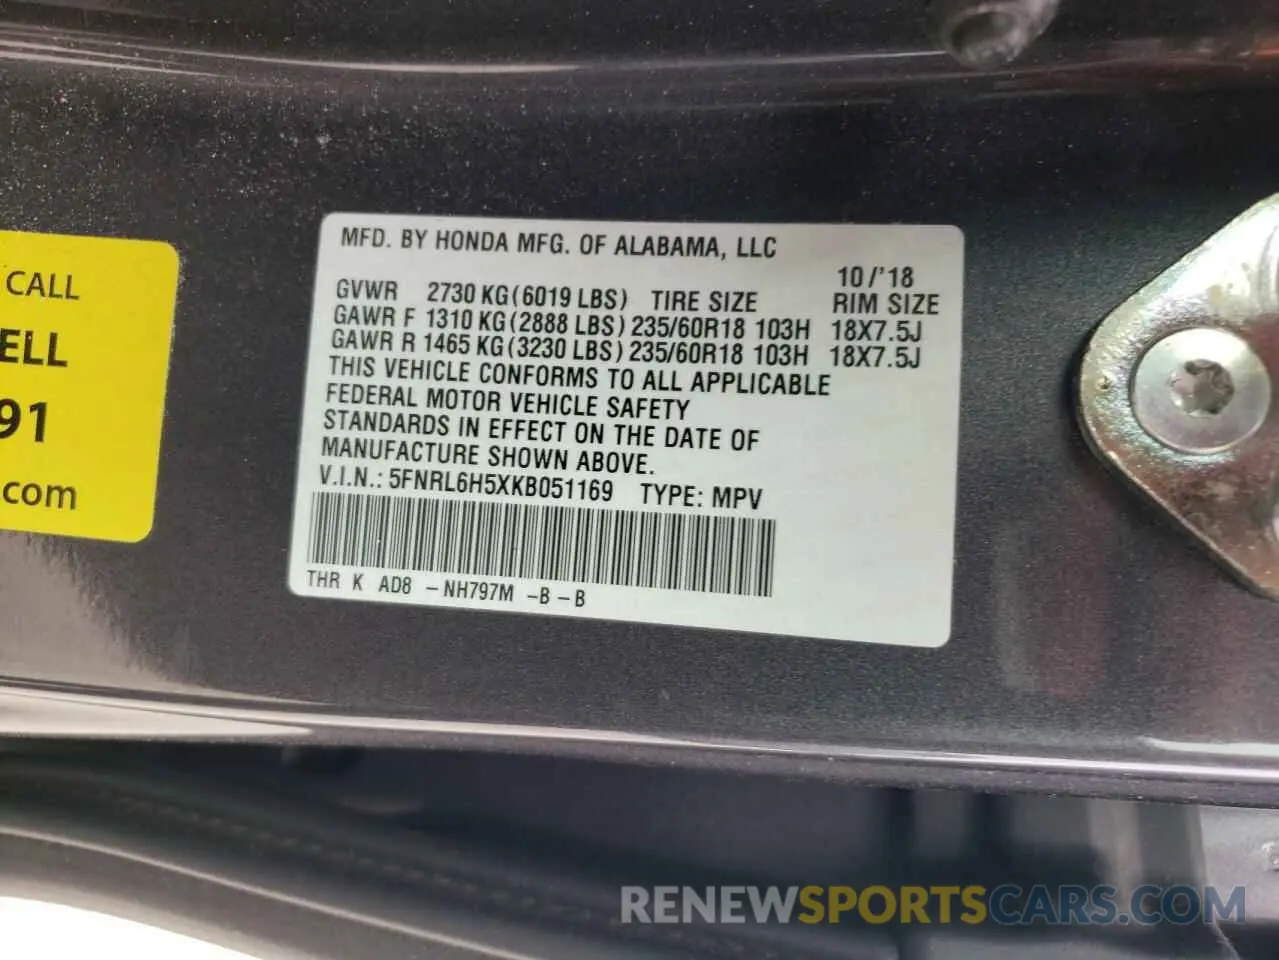 MFD. BY HONDA MFG. OF ALABAMA, LLC
10/'18
GVWR 2730 KG(6019 LBS) TIRE SIZE RIM SIZE
GAWR F 1310 KG(2888 LBS) 235/60R18 103H 18X7.5J
GAWR R 1465 KG(3230 LBS) 235/60R18 103H 18X7.5J
THIS VEHICLE CONFORMS TO ALL APPLICABLE
FEDERAL MOTOR VEHICLE SAFETY
STANDARDS IN EFFECT ON THE DATE OF
MANUFACTURE SHOWN ABOVE.
V.I.N.: 5FNRL6H5XKB051169 TYPE: MPV
THR K AD8 -NH797M -B-B
CALL
ELL
91
.com
RENEWSPORTSCARS.COM